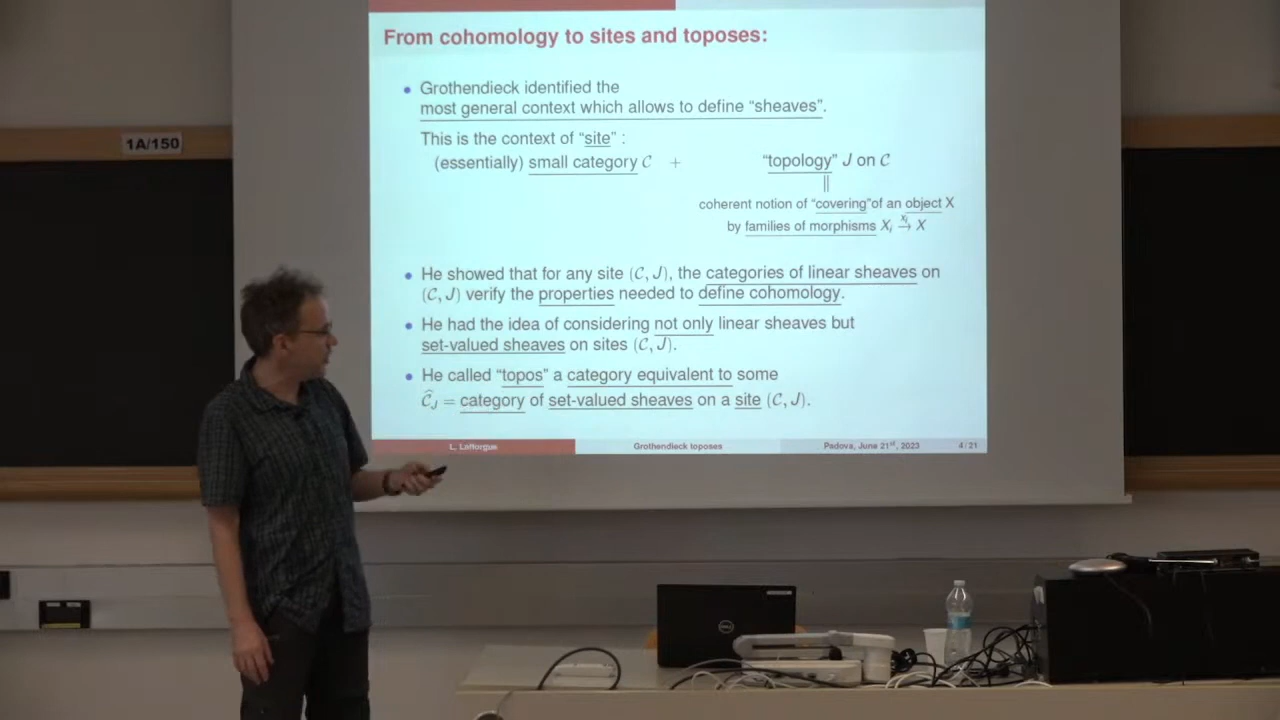 From cohomology to sites and toposes:
1A/150
• Grothendieck identified the
most general context which allows to define “sheaves”.
This is the context of “site” :
(essentially) small category 𝒞 + “topology” J on 𝒞
||
coherent notion of “covering”of an object X
by families of morphisms Xᵢ →^{xᵢ} X
• He showed that for any site (𝒞, J), the categories of linear sheaves on
(𝒞, J) verify the properties needed to define cohomology.
• He had the idea of considering not only linear sheaves but
set-valued sheaves on sites (𝒞, J).
• He called “topos” a category equivalent to some
𝒞̂_J = category of set-valued sheaves on a site (𝒞, J).
L. Lafforgue Grothendieck toposes Padova, June 21st, 2023 4/21
DELL